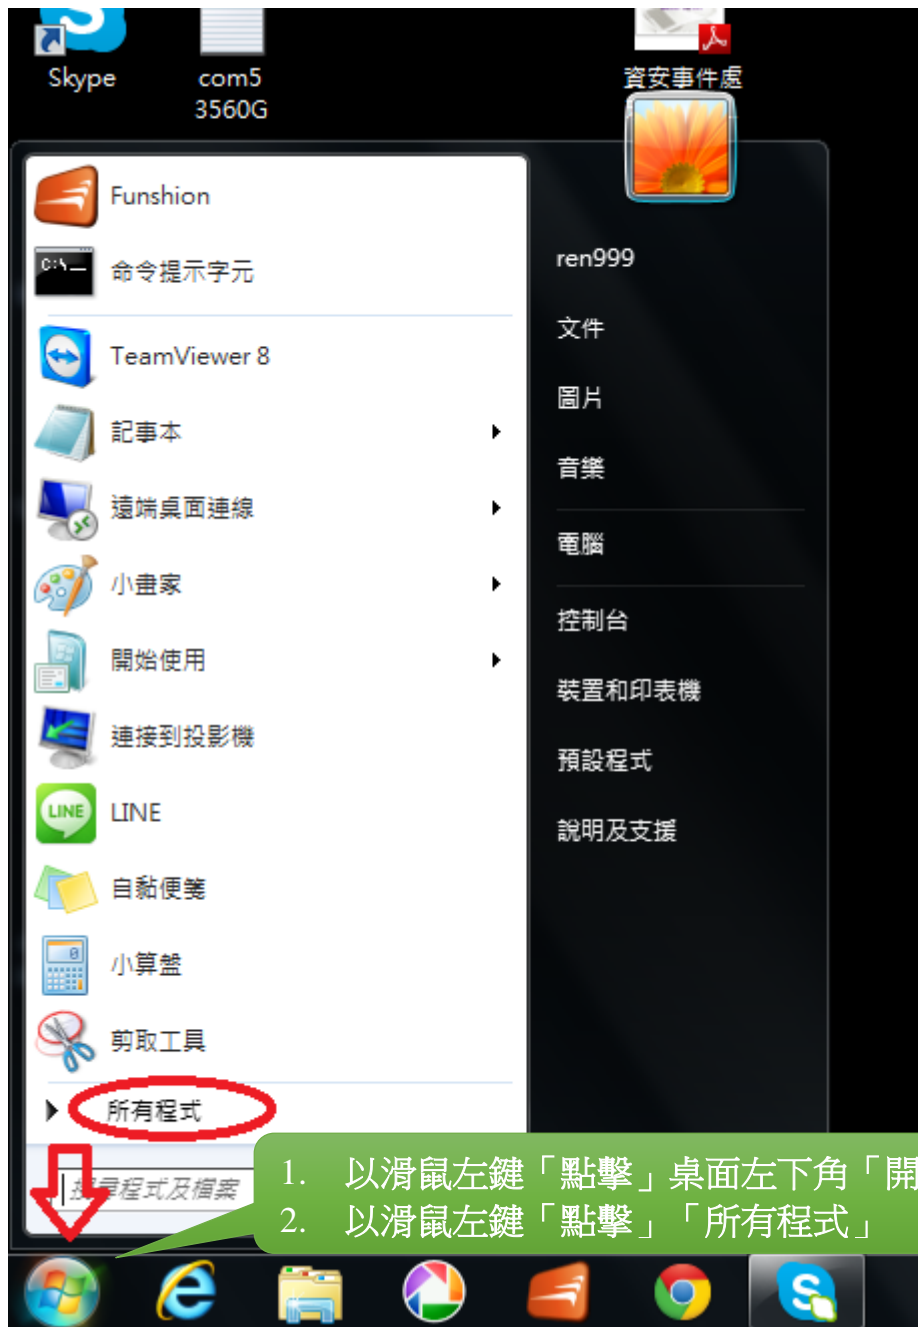 Skype
com5
3560G
資安事件處
Funshion
命令提示字元
TeamViewer 8
記事本
遠端桌面連線
小畫家
開始使用
連接到投影機
LINE
LINE
自黏便箋
小算盤
剪取工具
所有程式
程式及檔案
ren999
文件
圖片
音樂
電腦
控制台
裝置和印表機
預設程式
說明及支援
1. 以滑鼠左鍵「點擊」桌面左下角「開
2. 以滑鼠左鍵「點擊」「所有程式」